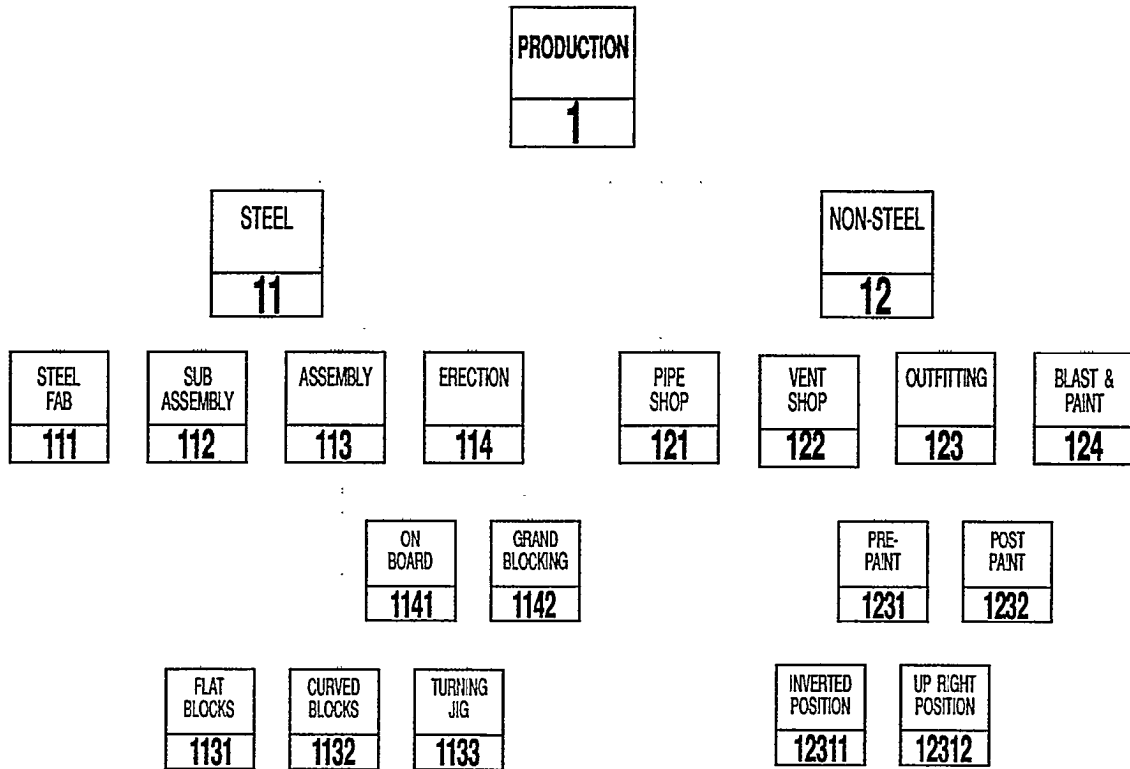 PRODUCTION
1
STEEL
11
NON-STEEL
12
STEEL
FAB
111
SUB
ASSEMBLY
112
ASSEMBLY
113
ERECTION
114
PIPE
SHOP
121
VENT
SHOP
122
OUTFITTING
123
BLAST &
PAINT
124
ON
BOARD
1141
GRAND
BLOCKING
1142
PRE-
PAINT
1231
POST
PAINT
1232
FLAT
BLOCKS
1131
CURVED
BLOCKS
1132
TURNING
JIG
1133
INVERTED
POSITION
12311
UP RIGHT
POSITION
12312